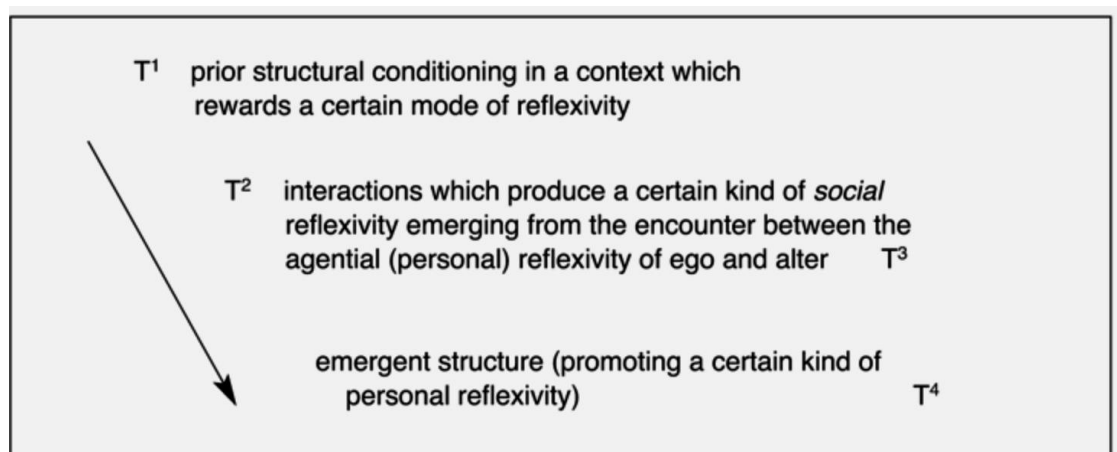 T¹ prior structural conditioning in a context which
rewards a certain mode of reflexivity
T² interactions which produce a certain kind of social
reflexivity emerging from the encounter between the
agential (personal) reflexivity of ego and alter T³
emergent structure (promoting a certain kind of
personal reflexivity) T⁴